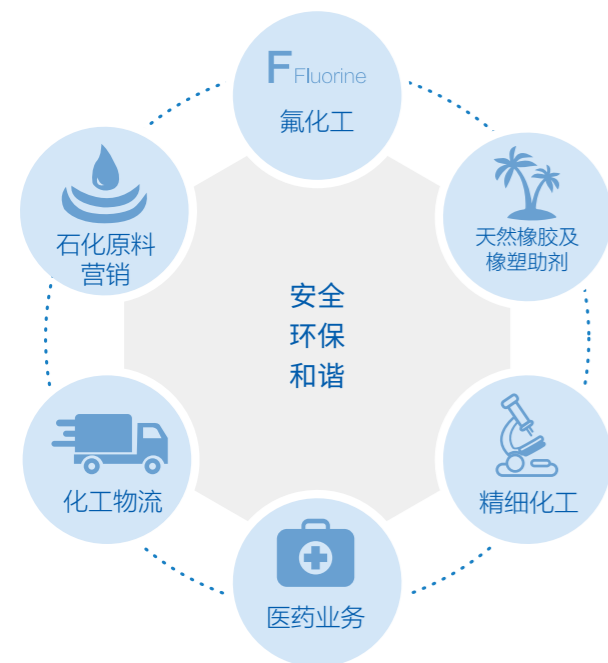 F Fluorine
氟化工
石化原料
营销
天然橡胶及
橡塑助剂
安全
环保
和谐
化工物流
精细化工
医药业务